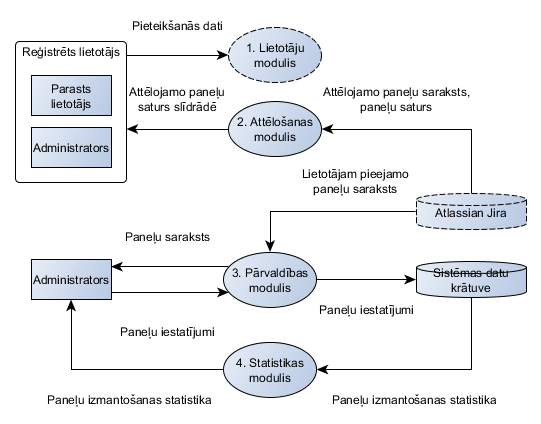 Pieteikšanās dati
Reģistrēts lietotājs
1. Lietotāju
modulis
Parasts
lietotājs
Attēlojamo paneļu
saturs slīdrādē
Attēlojamo paneļu saraksts,
paneļu saturs
Administrators
2. Attēlošanas
modulis
Lietotājam pieejamo
paneļu saraksts
Atlassian Jira
Paneļu saraksts
Administrators
3. Pārvaldības
modulis
Sistēmas datu
krātuve
Paneļu iestatījumi
Paneļu iestatījumi
4. Statistikas
modulis
Paneļu izmantošanas statistika
Paneļu izmantošanas statistika